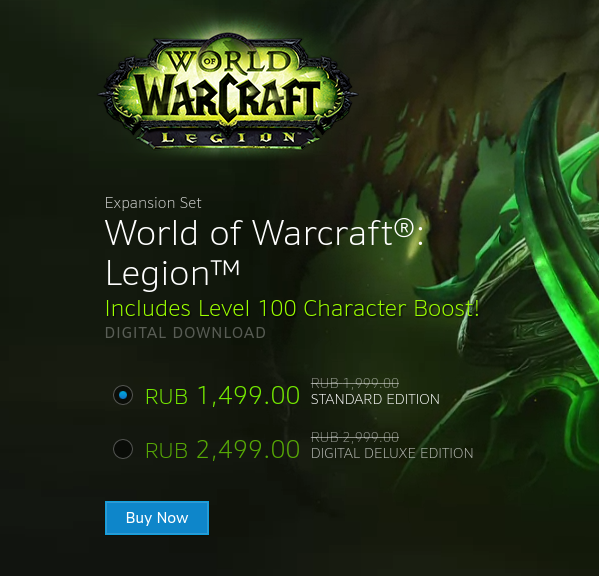 WORLD OF
WARCRAFT
LEGION
Expansion Set
World of Warcraft®:
Legion™
Includes Level 100 Character Boost!
DIGITAL DOWNLOAD
RUB 1,499.00 RUB 1,999.00
STANDARD EDITION
RUB 2,499.00 RUB 2,999.00
DIGITAL DELUXE EDITION
Buy Now